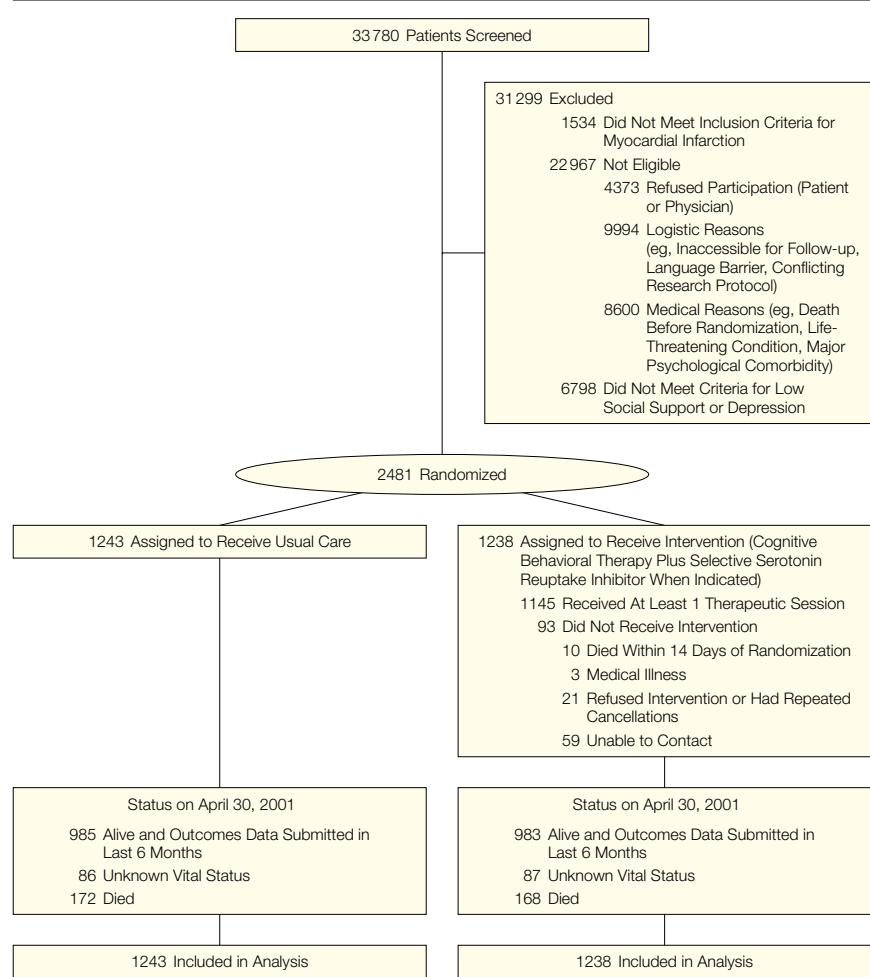 33780 Patients Screened
31299 Excluded
1534 Did Not Meet Inclusion Criteria for
Myocardial Infarction
22967 Not Eligible
4373 Refused Participation (Patient
or Physician)
9994 Logistic Reasons
(eg, Inaccessible for Follow-up,
Language Barrier, Conflicting
Research Protocol)
8600 Medical Reasons (eg, Death
Before Randomization, Life-
Threatening Condition, Major
Psychological Comorbidity)
6798 Did Not Meet Criteria for Low
Social Support or Depression
2481 Randomized
1243 Assigned to Receive Usual Care
1238 Assigned to Receive Intervention (Cognitive
Behavioral Therapy Plus Selective Serotonin
Reuptake Inhibitor When Indicated)
1145 Received At Least 1 Therapeutic Session
93 Did Not Receive Intervention
10 Died Within 14 Days of Randomization
3 Medical Illness
21 Refused Intervention or Had Repeated
Cancellations
59 Unable to Contact
Status on April 30, 2001
985 Alive and Outcomes Data Submitted in
Last 6 Months
86 Unknown Vital Status
172 Died
Status on April 30, 2001
983 Alive and Outcomes Data Submitted in
Last 6 Months
87 Unknown Vital Status
168 Died
1243 Included in Analysis
1238 Included in Analysis